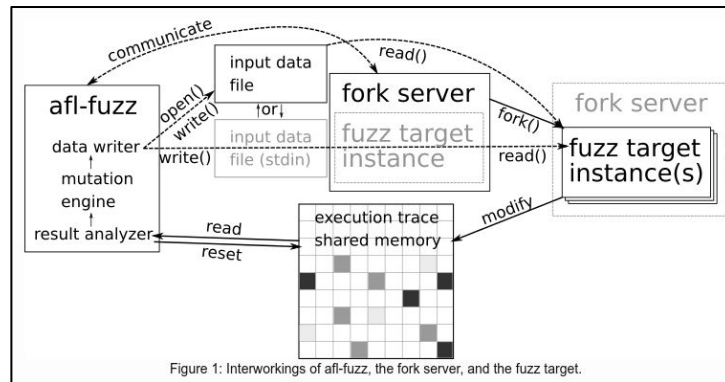 communicate
input data
file
read()
afl-fuzz
open()
write()
or
fork server
fork()
fork server
data writer
write()
input data
file (stdin)
fuzz target
instance
read()
fuzz target
instance(s)
mutation
engine
result analyzer
read
reset
execution trace
shared memory
modify
Figure 1: Interworkings of afl-fuzz, the fork server, and the fuzz target.